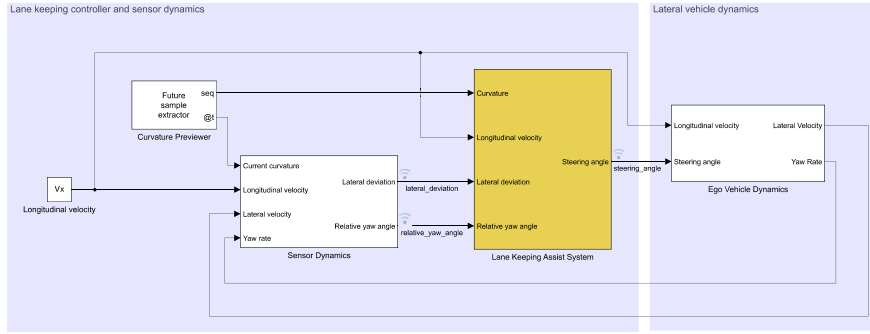 Lane keeping controller and sensor dynamics
Lateral vehicle dynamics
Future
sample
extractor
seq
@t
Curvature Previewer
Vx
Longitudinal velocity
Current curvature
Longitudinal velocity
Lateral velocity
Yaw rate
Lateral deviation
Relative yaw angle
Sensor Dynamics
lateral_deviation
relative_yaw_angle
Curvature
Longitudinal velocity
Lateral deviation
Relative yaw angle
Steering angle
Lane Keeping Assist System
steering_angle
Longitudinal velocity
Steering angle
Lateral Velocity
Yaw Rate
Ego Vehicle Dynamics